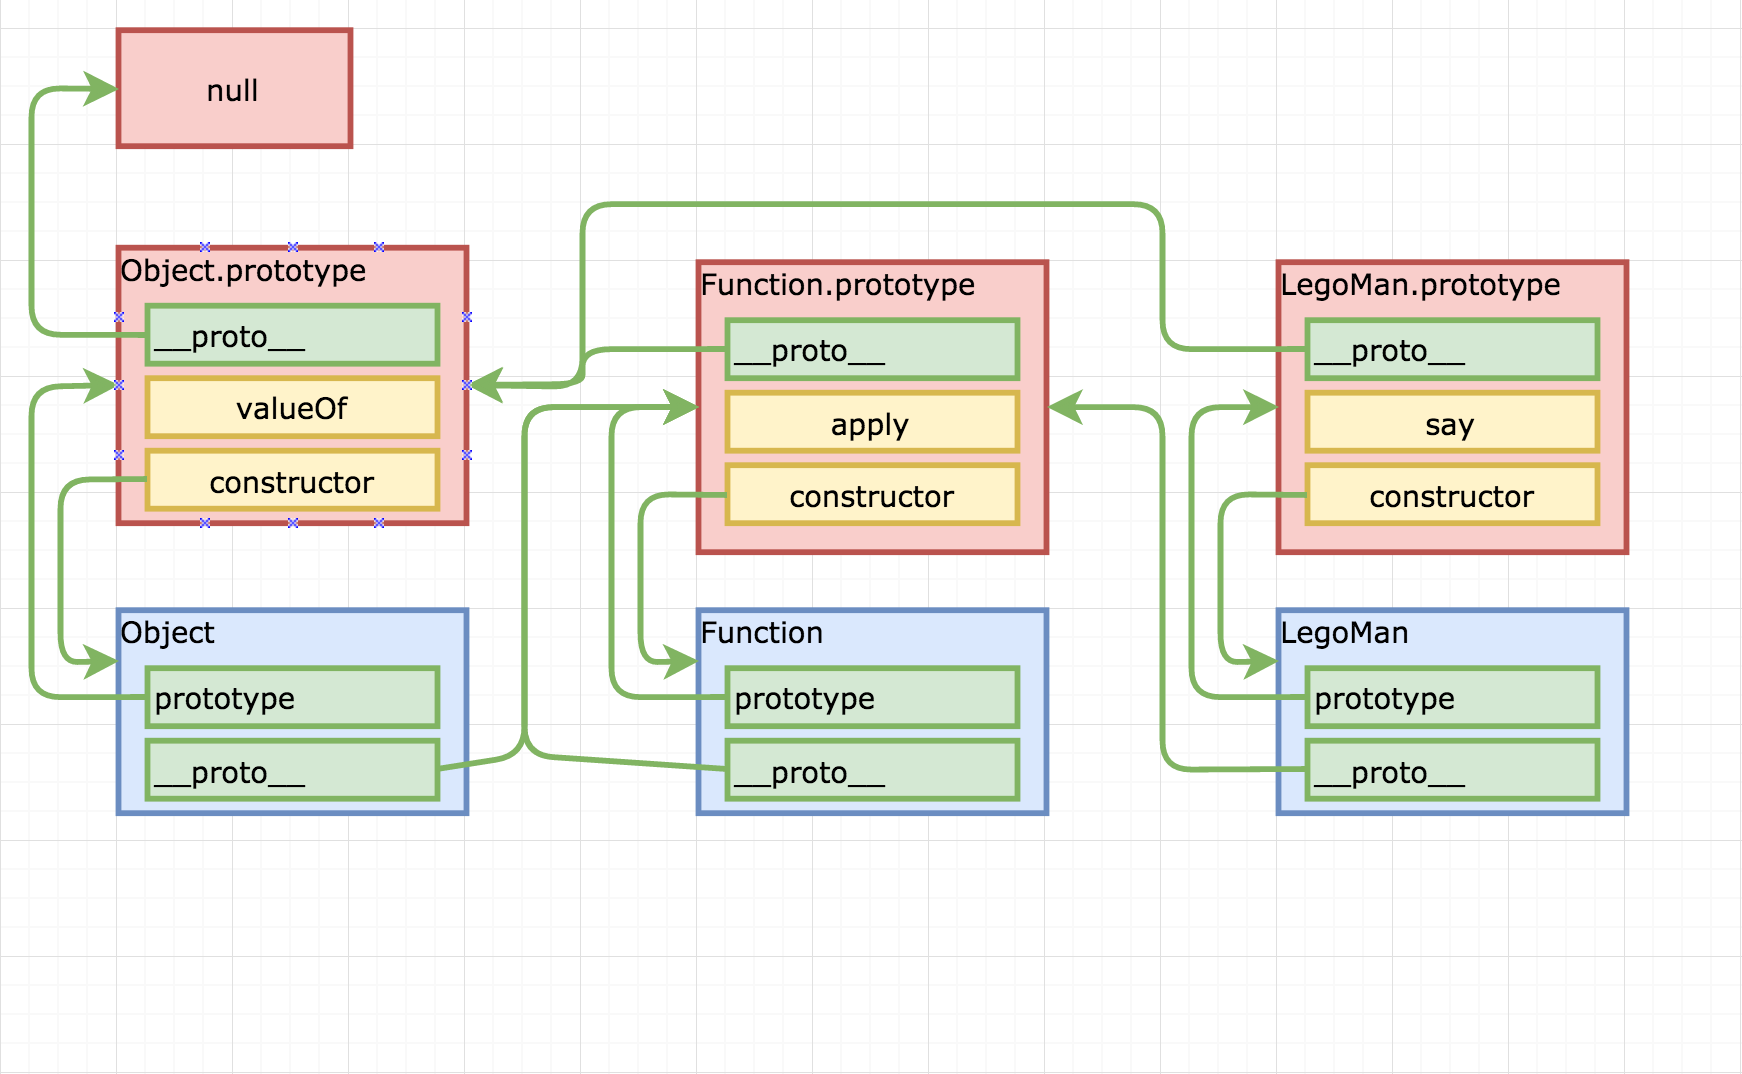 null
Object.prototype
__proto__
valueOf
constructor
Function.prototype
__proto__
apply
constructor
LegoMan.prototype
__proto__
say
constructor
Object
prototype
__proto__
Function
prototype
__proto__
LegoMan
prototype
__proto__